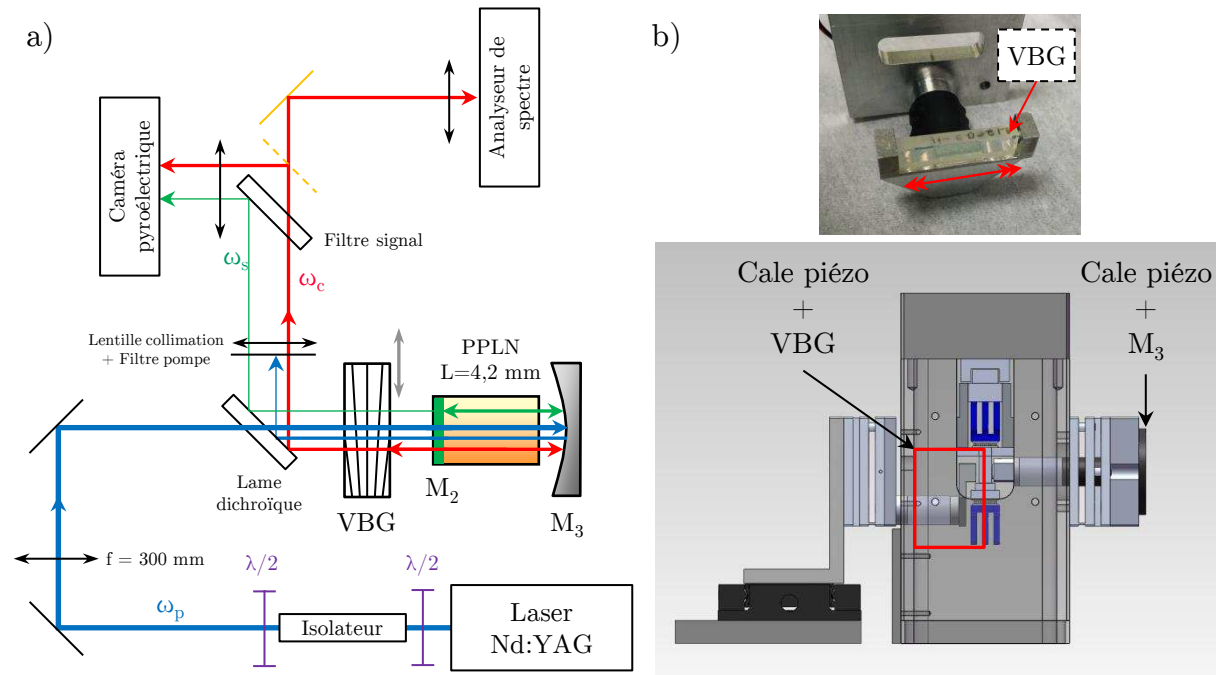 a)
Analyseur de
spectre
Caméra
pyroélectrique
Filtre signal
ωs
ωc
Lentille collimation
+ Filtre pompe
PPLN
L=4,2 mm
Lame
dichroïque
VBG
M2
M3
f = 300 mm
λ/2
λ/2
ωp
Isolateur
Laser
Nd:YAG
b)
VBG
Cale piézo
+
VBG
Cale piézo
+
M3